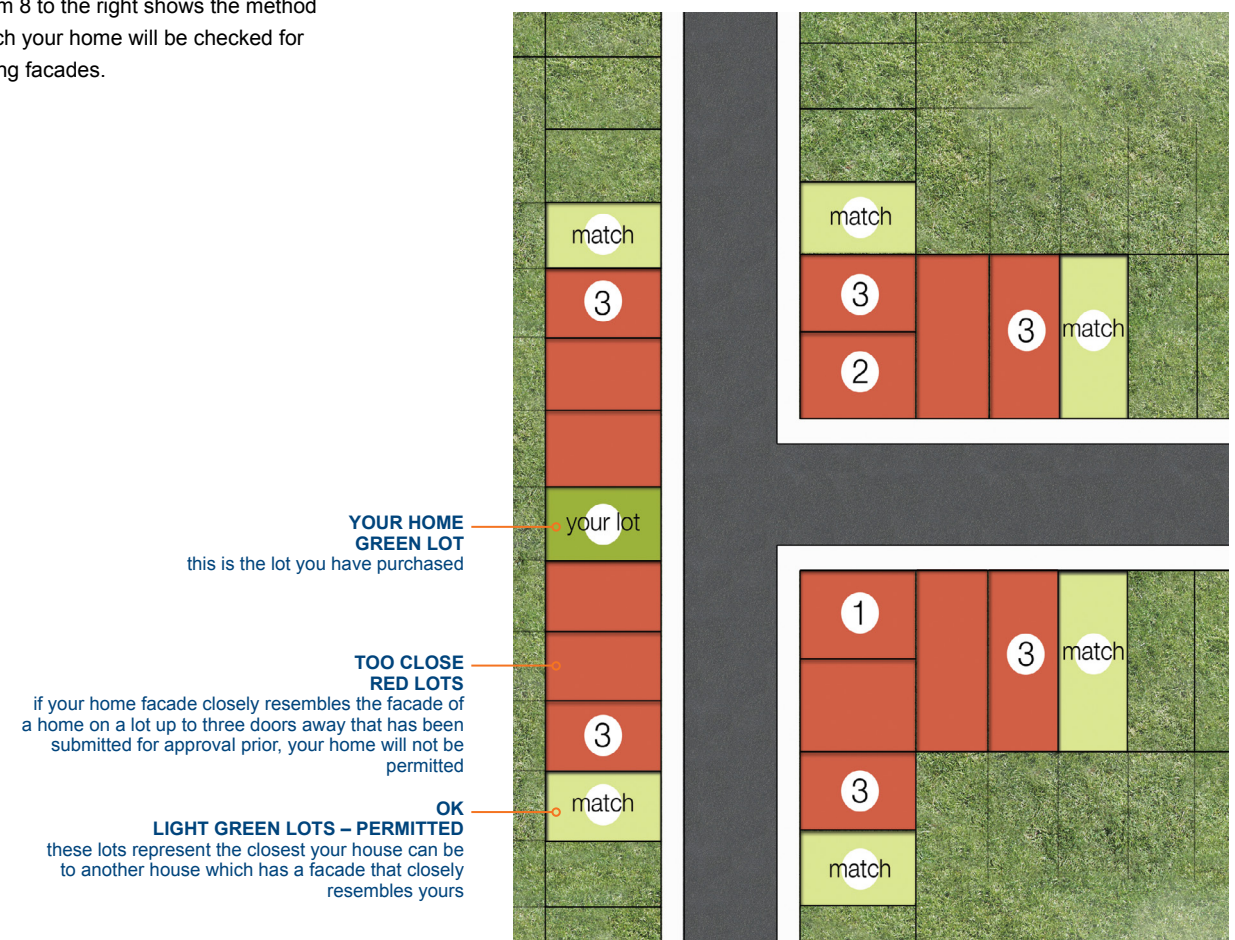 m 8 to the right shows the method
ch your home will be checked for
ng facades.
match
3
match
3
3
match
2
YOUR HOME
GREEN LOT
this is the lot you have purchased
your lot
1
3
match
TOO CLOSE
RED LOTS
if your home facade closely resembles the facade of
a home on a lot up to three doors away that has been
submitted for approval prior, your home will not be
permitted
3
3
OK
LIGHT GREEN LOTS – PERMITTED
these lots represent the closest your house can be
to another house which has a facade that closely
resembles yours
match
match